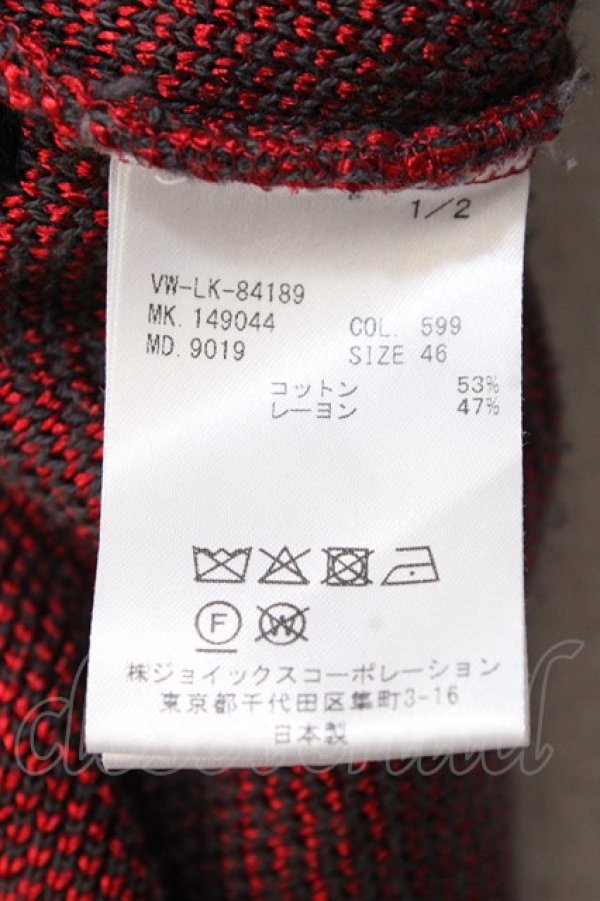 1/2
VW-LK-84189
MK. 149044 COL. 599
MD. 9019 SIZE 46
コットン 53%
レーヨン 47%
F W
㈱ジョイックスコーポレーション
東京都千代田区隼町3-16
日本製